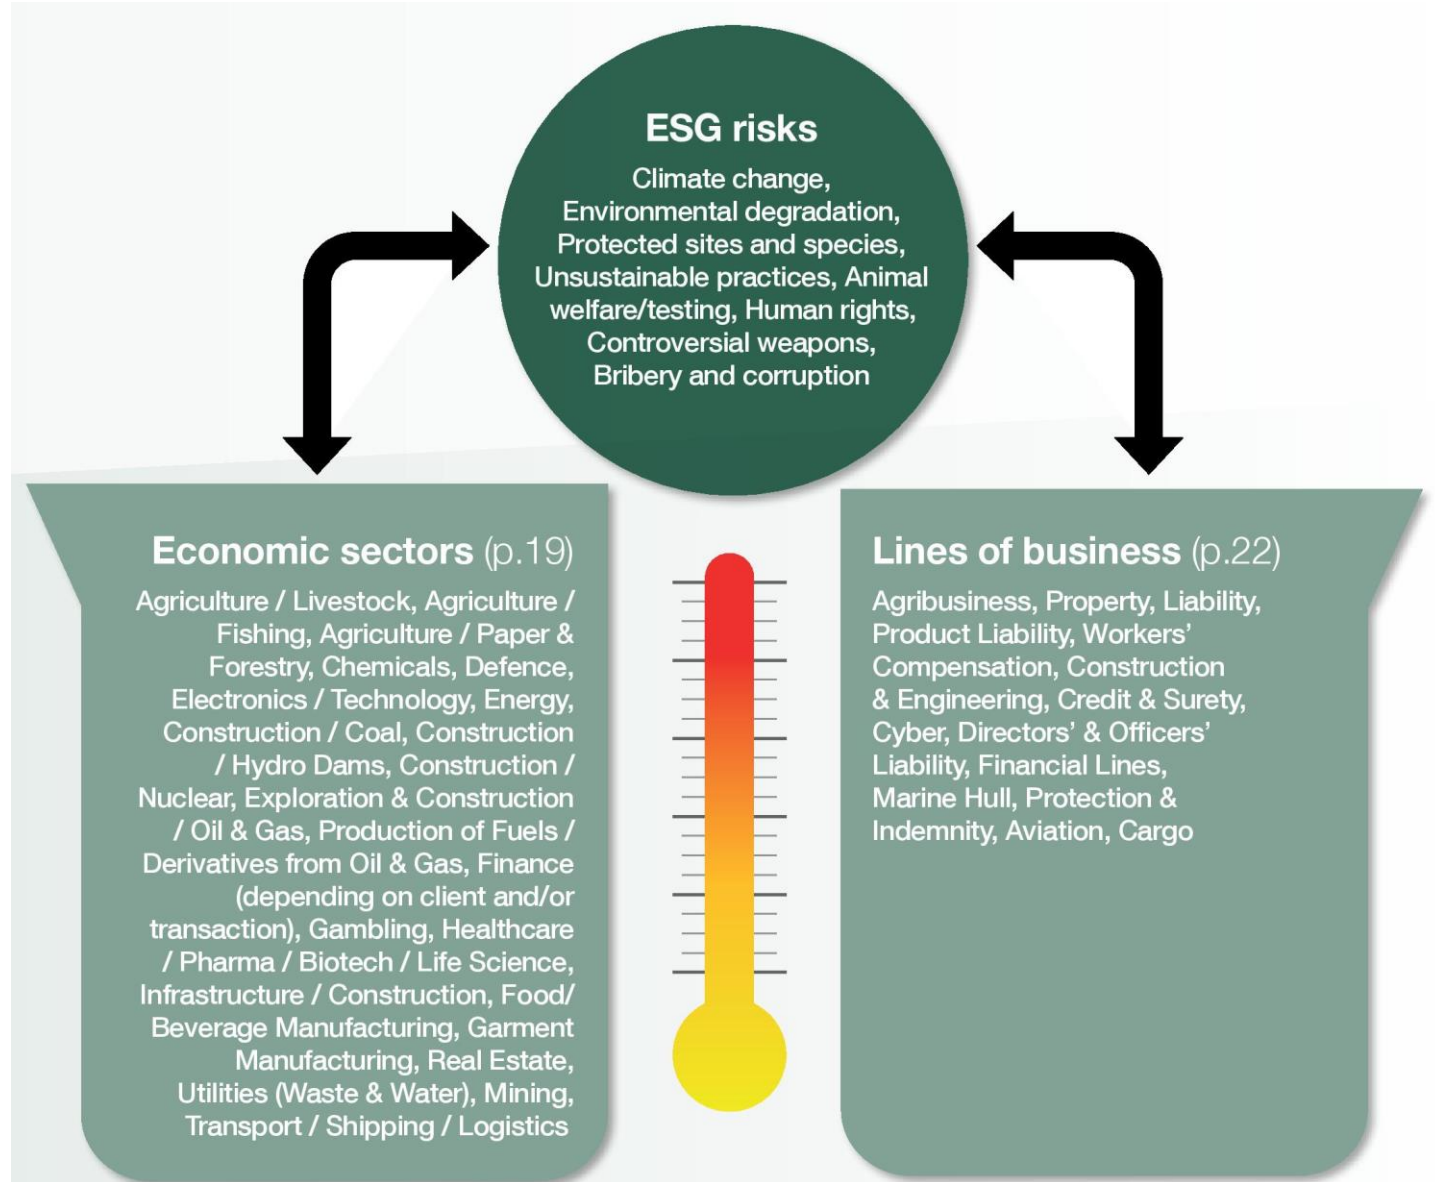 ESG risks
Climate change,
Environmental degradation,
Protected sites and species,
Unsustainable practices, Animal
welfare/testing, Human rights,
Controversial weapons,
Bribery and corruption
Economic sectors (p.19)
Agriculture / Livestock, Agriculture /
Fishing, Agriculture / Paper &
Forestry, Chemicals, Defence,
Electronics / Technology, Energy,
Construction / Coal, Construction
/ Hydro Dams, Construction /
Nuclear, Exploration & Construction
/ Oil & Gas, Production of Fuels /
Derivatives from Oil & Gas, Finance
(depending on client and/or
transaction), Gambling, Healthcare
/ Pharma / Biotech / Life Science,
Infrastructure / Construction, Food/
Beverage Manufacturing, Garment
Manufacturing, Real Estate,
Utilities (Waste & Water), Mining,
Transport / Shipping / Logistics
Lines of business (p.22)
Agribusiness, Property, Liability,
Product Liability, Workers’
Compensation, Construction
& Engineering, Credit & Surety,
Cyber, Directors’ & Officers’
Liability, Financial Lines,
Marine Hull, Protection &
Indemnity, Aviation, Cargo